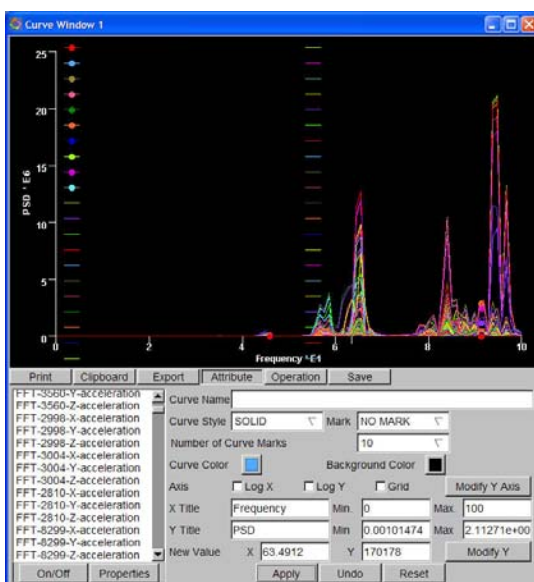 Curve Window 1
25
20
15
10
5
0
PSD * E6
0 2 4 6 8 10
Frequency *E1
Print Clipboard Export Attribute Operation Save
FFT-3560-Y-acceleration
FFT-3560-Z-acceleration
FFT-2998-X-acceleration
FFT-2998-Y-acceleration
FFT-2998-Z-acceleration
FFT-3004-X-acceleration
FFT-3004-Y-acceleration
FFT-3004-Z-acceleration
FFT-2810-X-acceleration
FFT-2810-Y-acceleration
FFT-2810-Z-acceleration
FFT-8299-X-acceleration
FFT-8299-Y-acceleration
FFT-8299-Z-acceleration
On/Off Properties
Curve Name
Curve Style SOLID Mark NO MARK
Number of Curve Marks 10
Curve Color Background Color
Axis Log X Log Y Grid Modify Y Axis
X Title Frequency Min. 0 Max. 100
Y Title PSD Min 0.00101474 Max 2.11271e+00
New Value X 63.4912 Y 170178 Modify Y
Apply Undo Reset